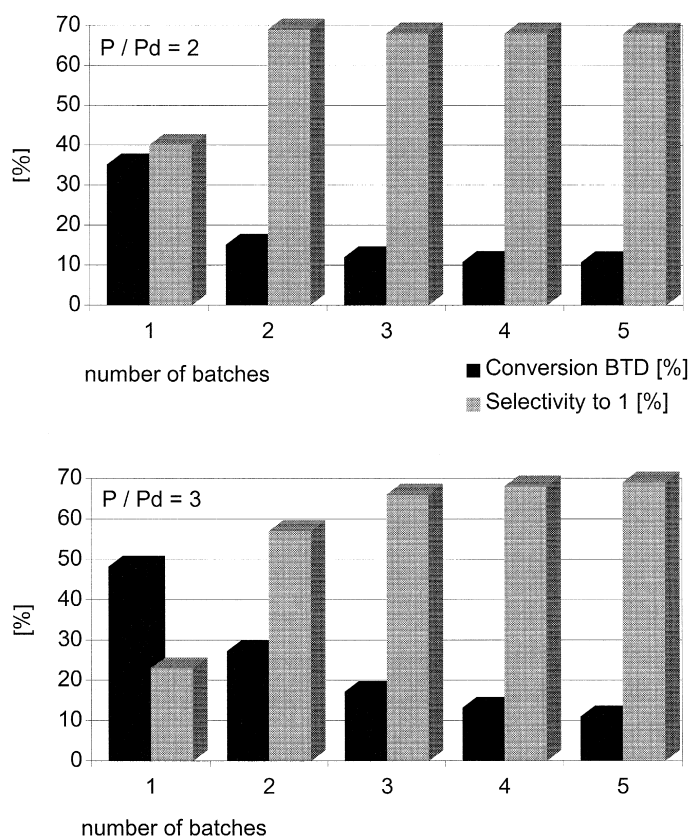 70
P / Pd = 2
60
50
40
[%]
30
20
10
0
1 2 3 4 5
number of batches
Conversion BTD [%]
Selectivity to 1 [%]
70
P / Pd = 3
60
50
40
[%]
30
20
10
0
1 2 3 4 5
number of batches